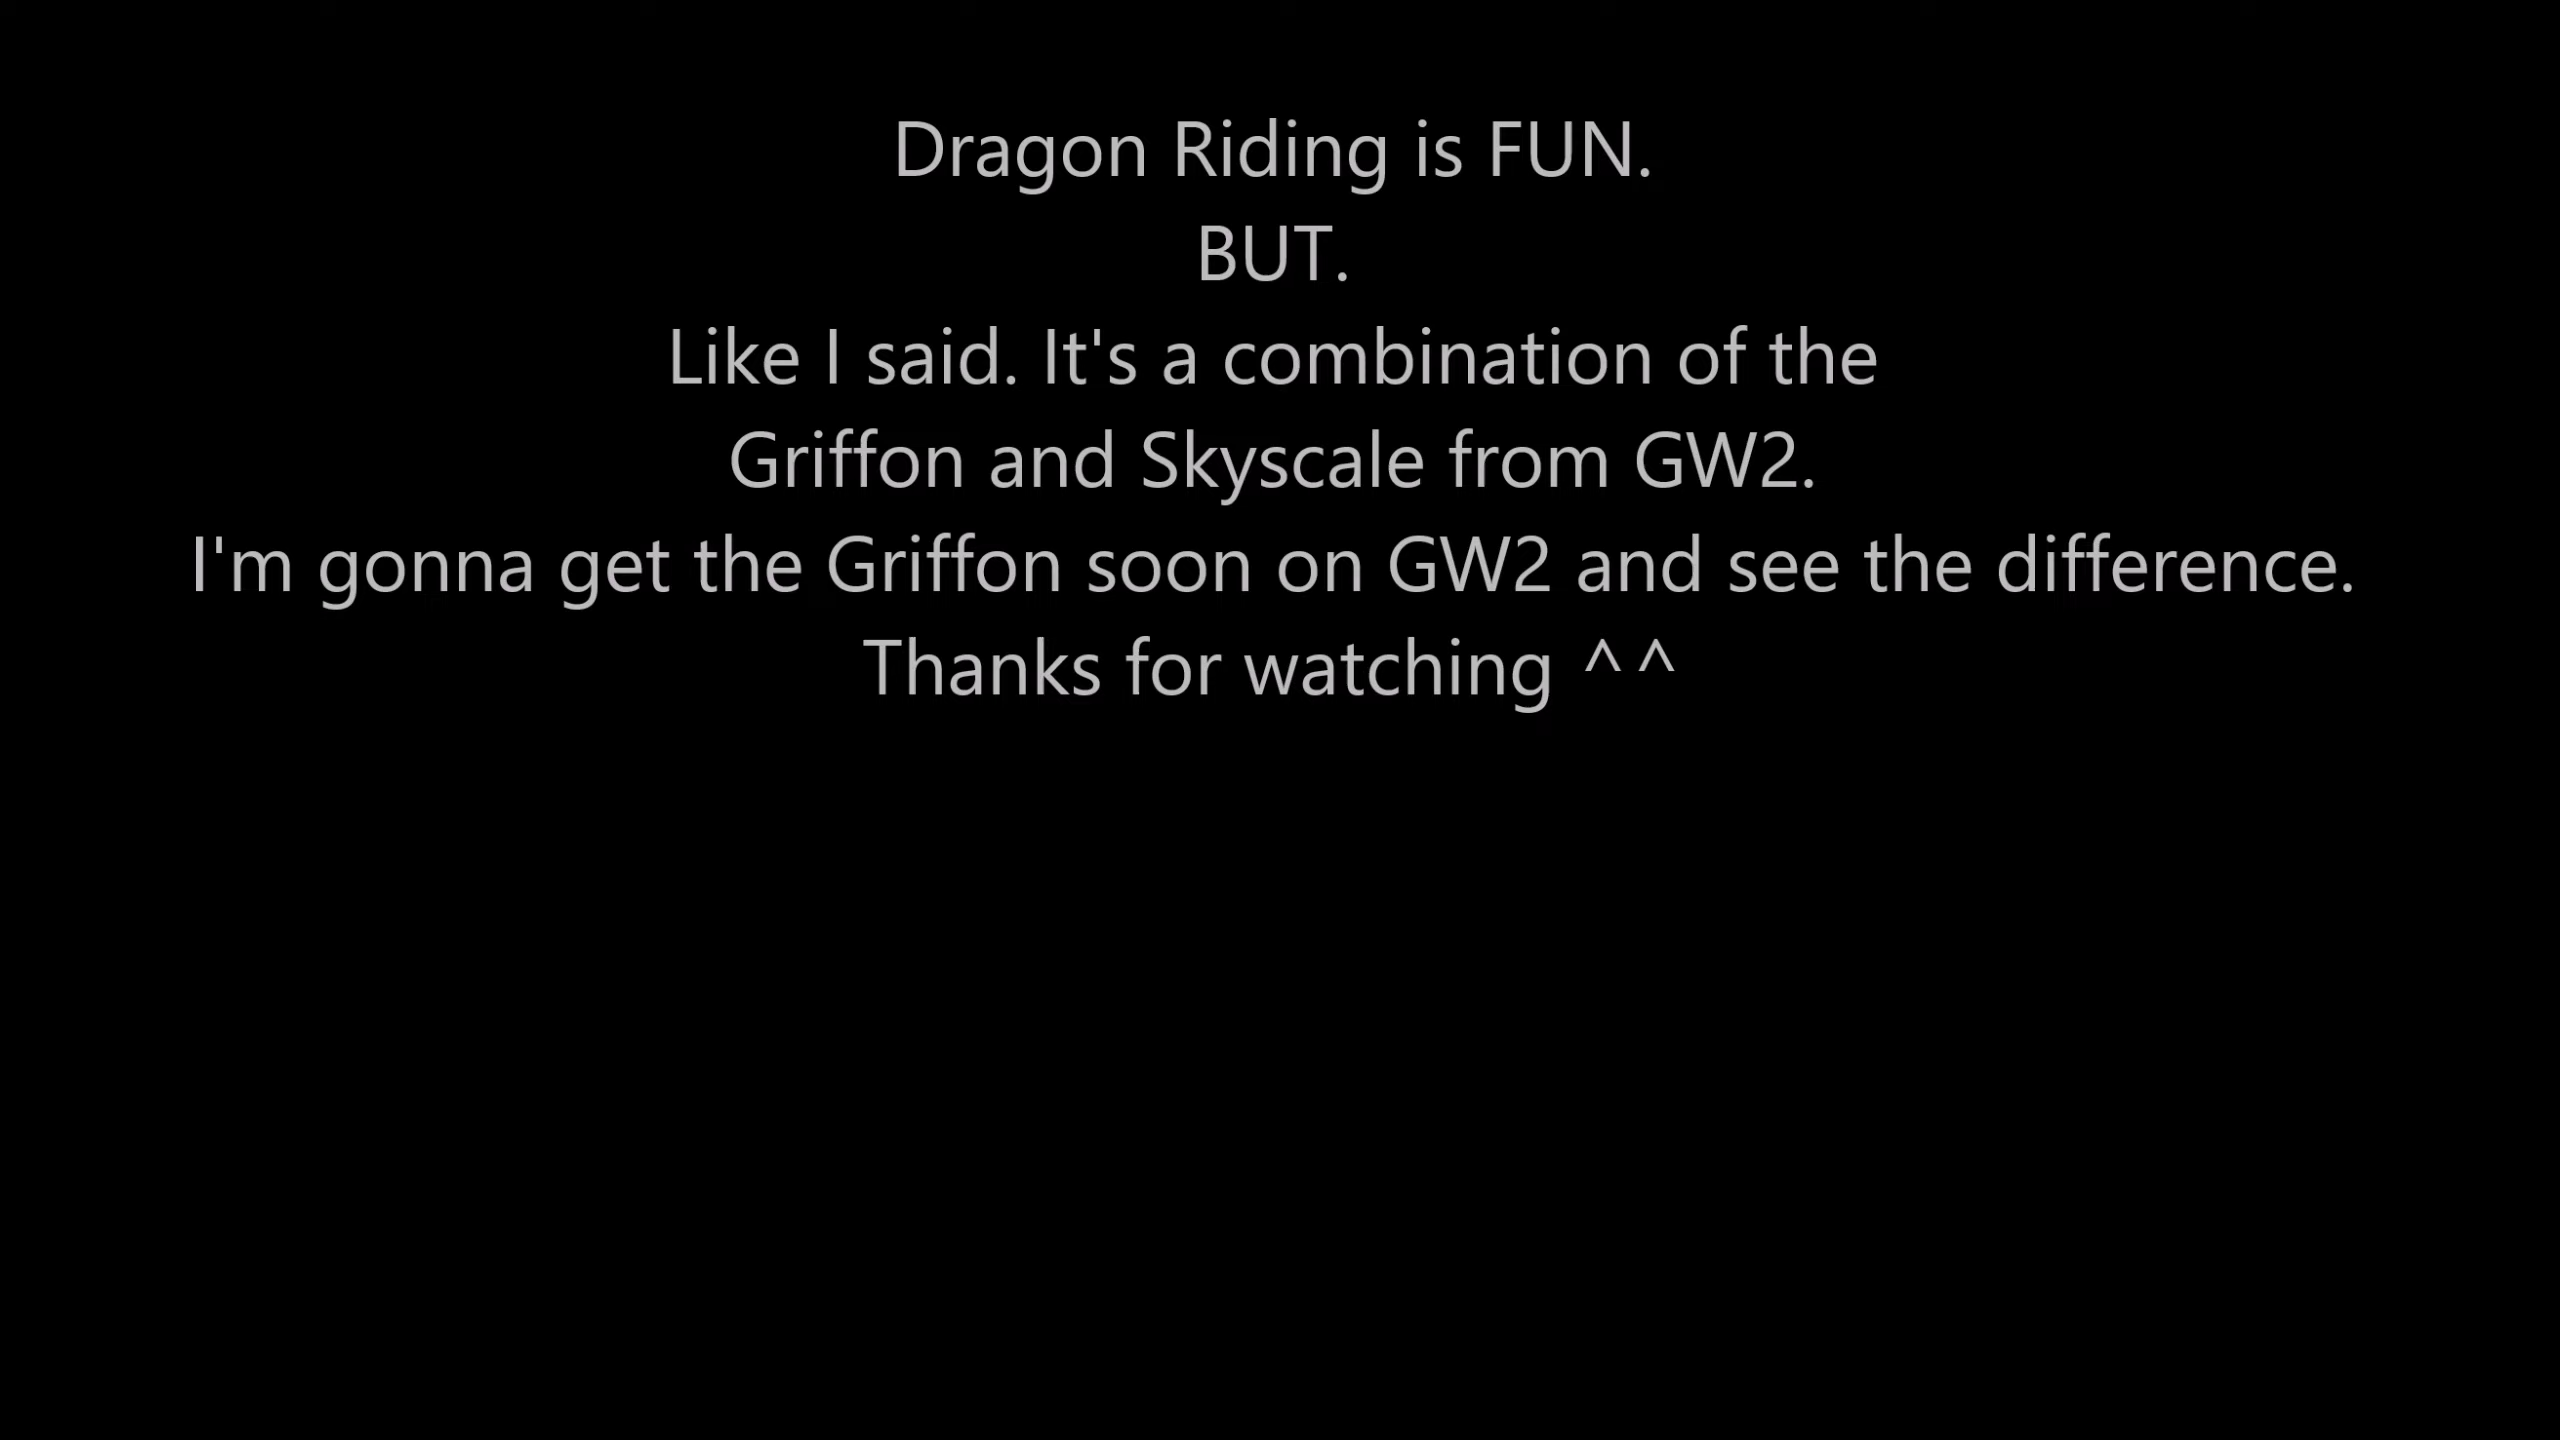 Dragon Riding is FUN.
BUT.
Like I said. It's a combination of the
Griffon and Skyscale from GW2.
I'm gonna get the Griffon soon on GW2 and see the difference.
Thanks for watching ^^